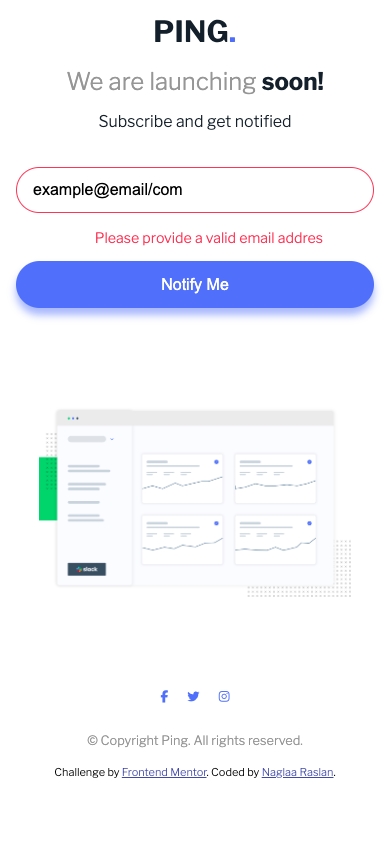 PING.
We are launching soon!
Subscribe and get notified
example@email/com
Please provide a valid email addres
Notify Me
slack
© Copyright Ping. All rights reserved.
Challenge by Frontend Mentor. Coded by Naglaa Raslan.